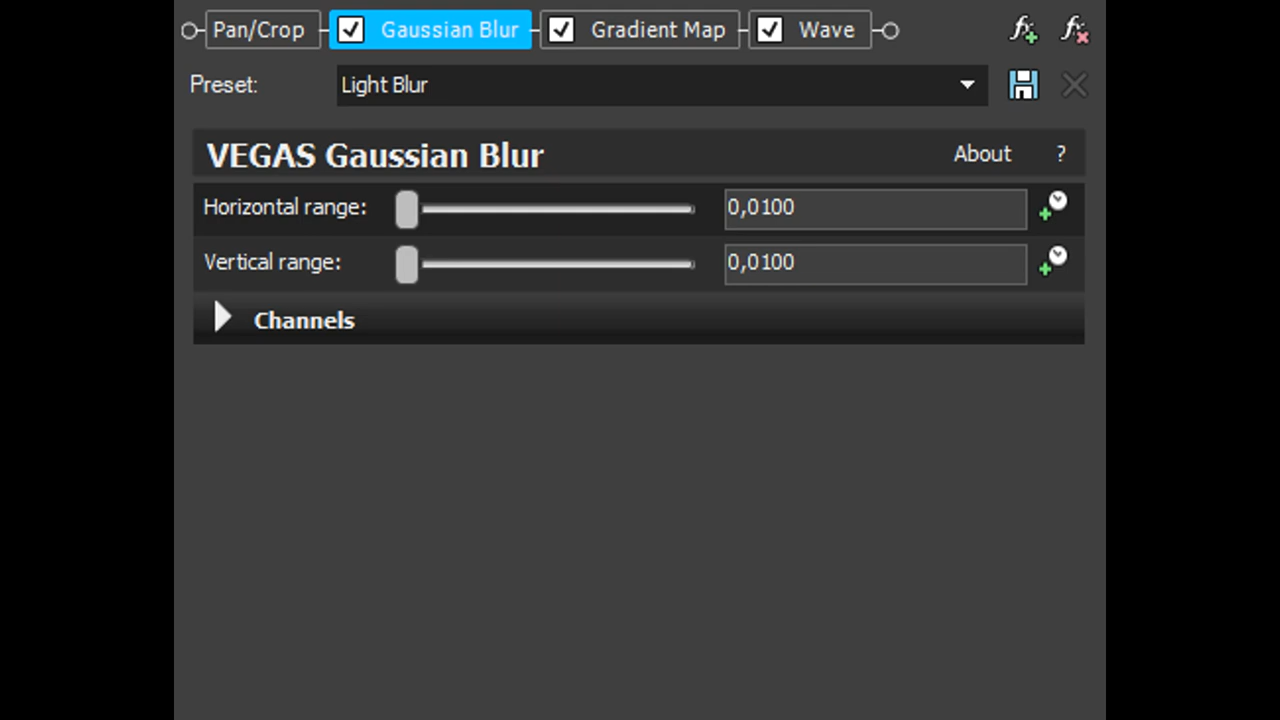 Pan/Crop Gaussian Blur Gradient Map Wave
Preset: Light Blur
VEGAS Gaussian Blur About ?
Horizontal range: 0,0100
Vertical range: 0,0100
Channels